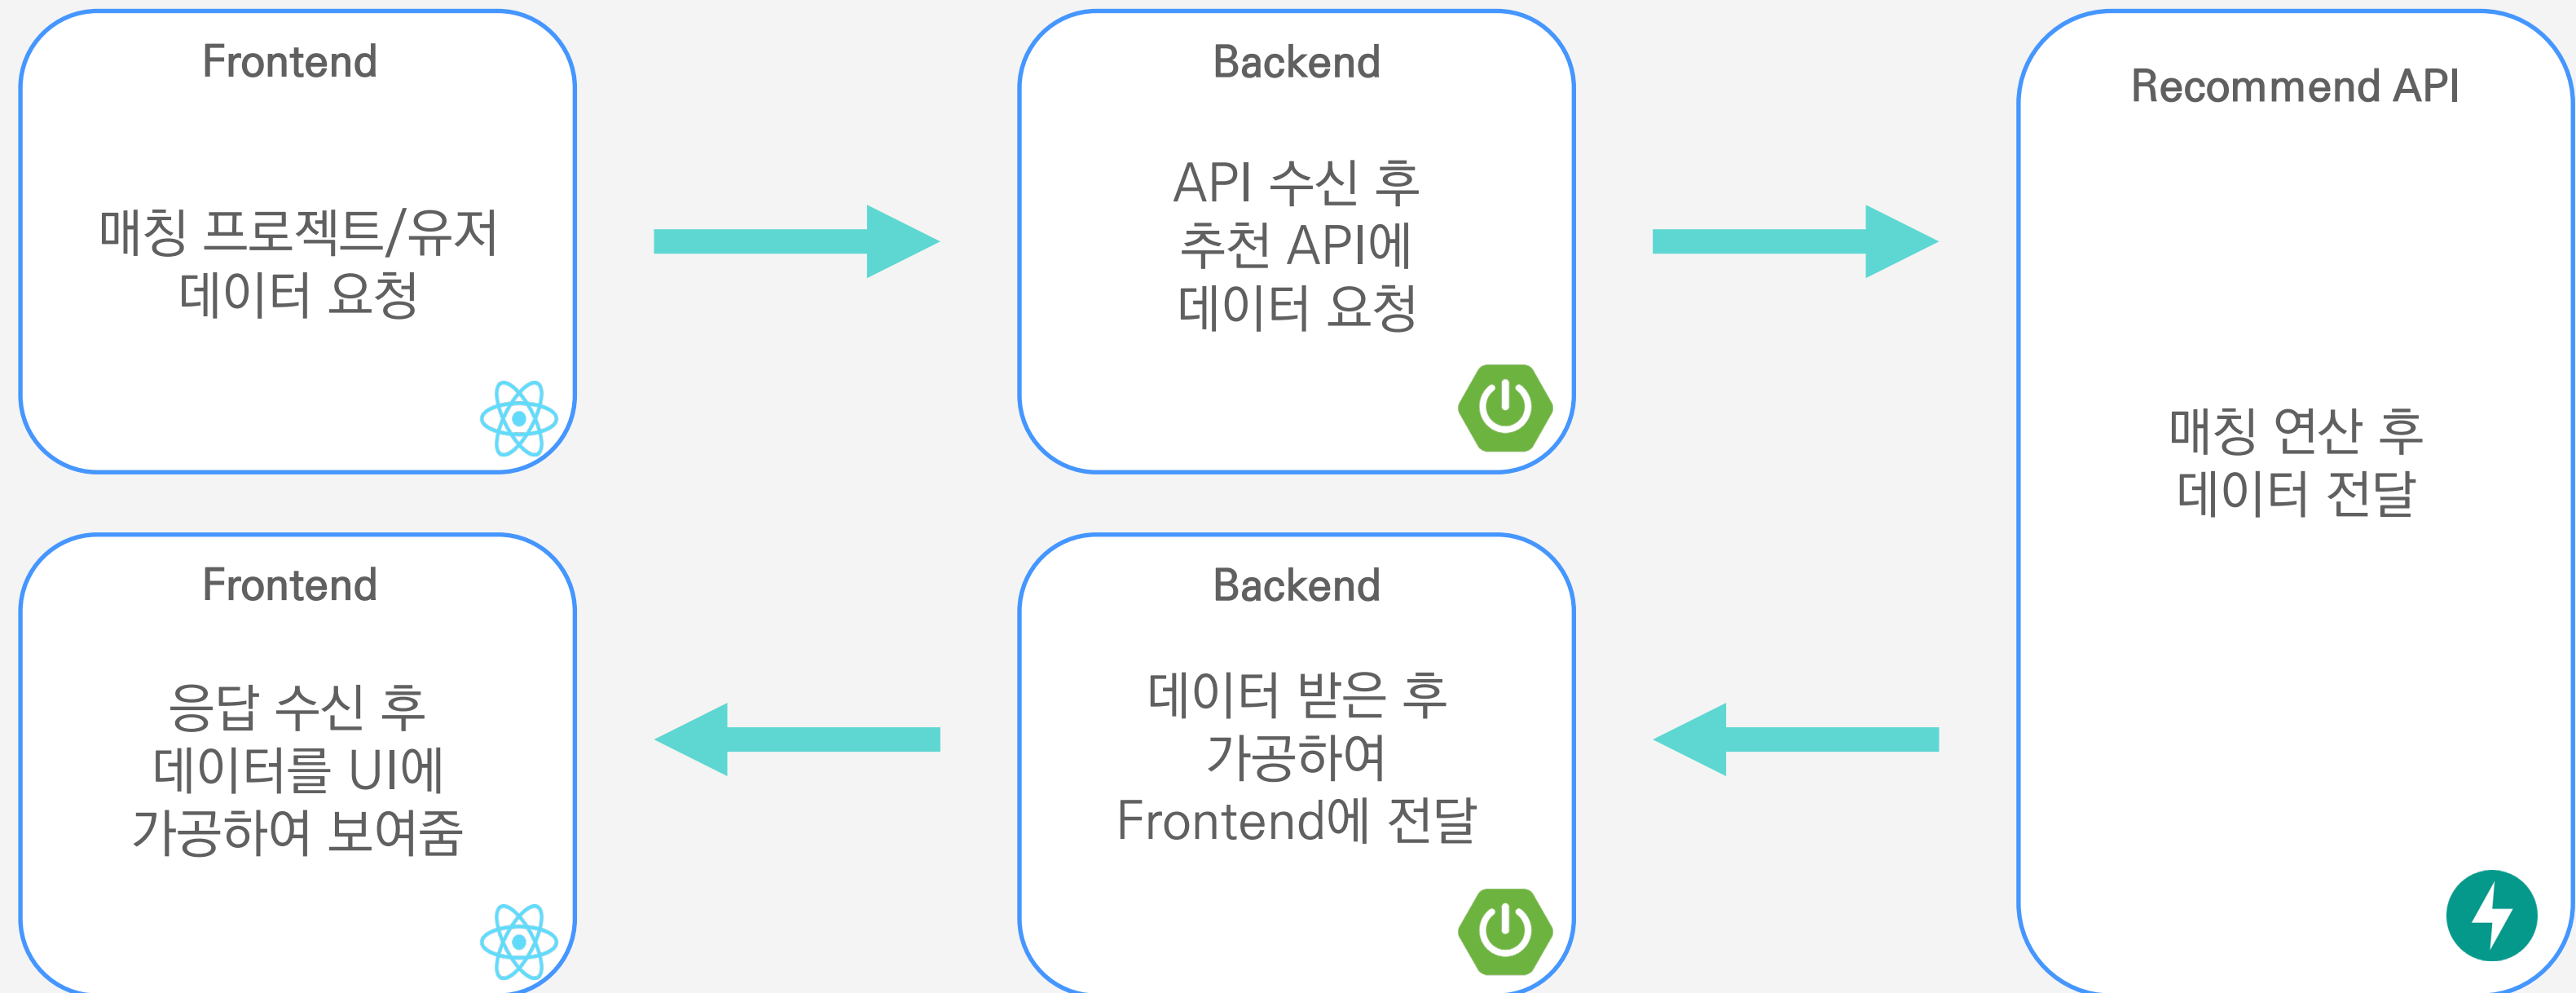 Frontend
매칭 프로젝트/유저
데이터 요청
Backend
API 수신 후
추천 API에
데이터 요청
Recommend API
매칭 연산 후
데이터 전달
Backend
데이터 받은 후
가공하여
Frontend에 전달
Frontend
응답 수신 후
데이터를 UI에
가공하여 보여줌